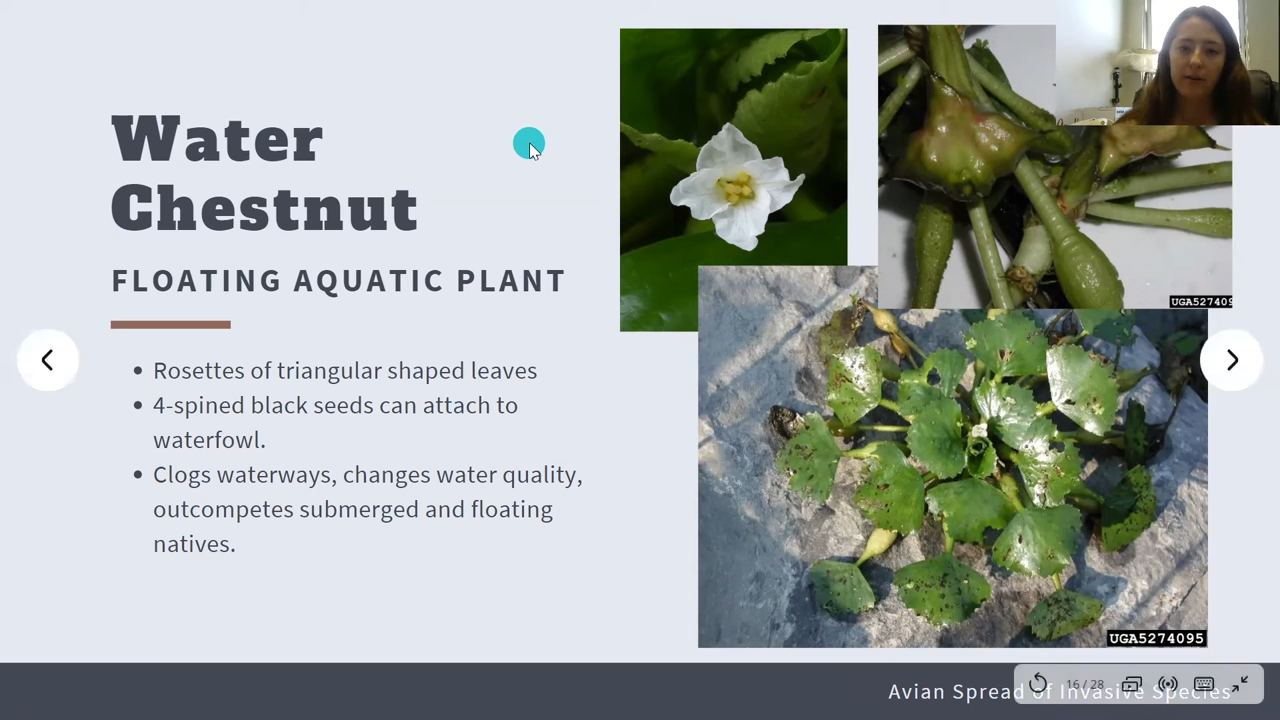 Water
Chestnut
FLOATING AQUATIC PLANT
• Rosettes of triangular shaped leaves
• 4-spined black seeds can attach to
waterfowl.
• Clogs waterways, changes water quality,
outcompetes submerged and floating
natives.
UGA527409
UGA5274095
Avian Spread of Invasive Species
16 / 28